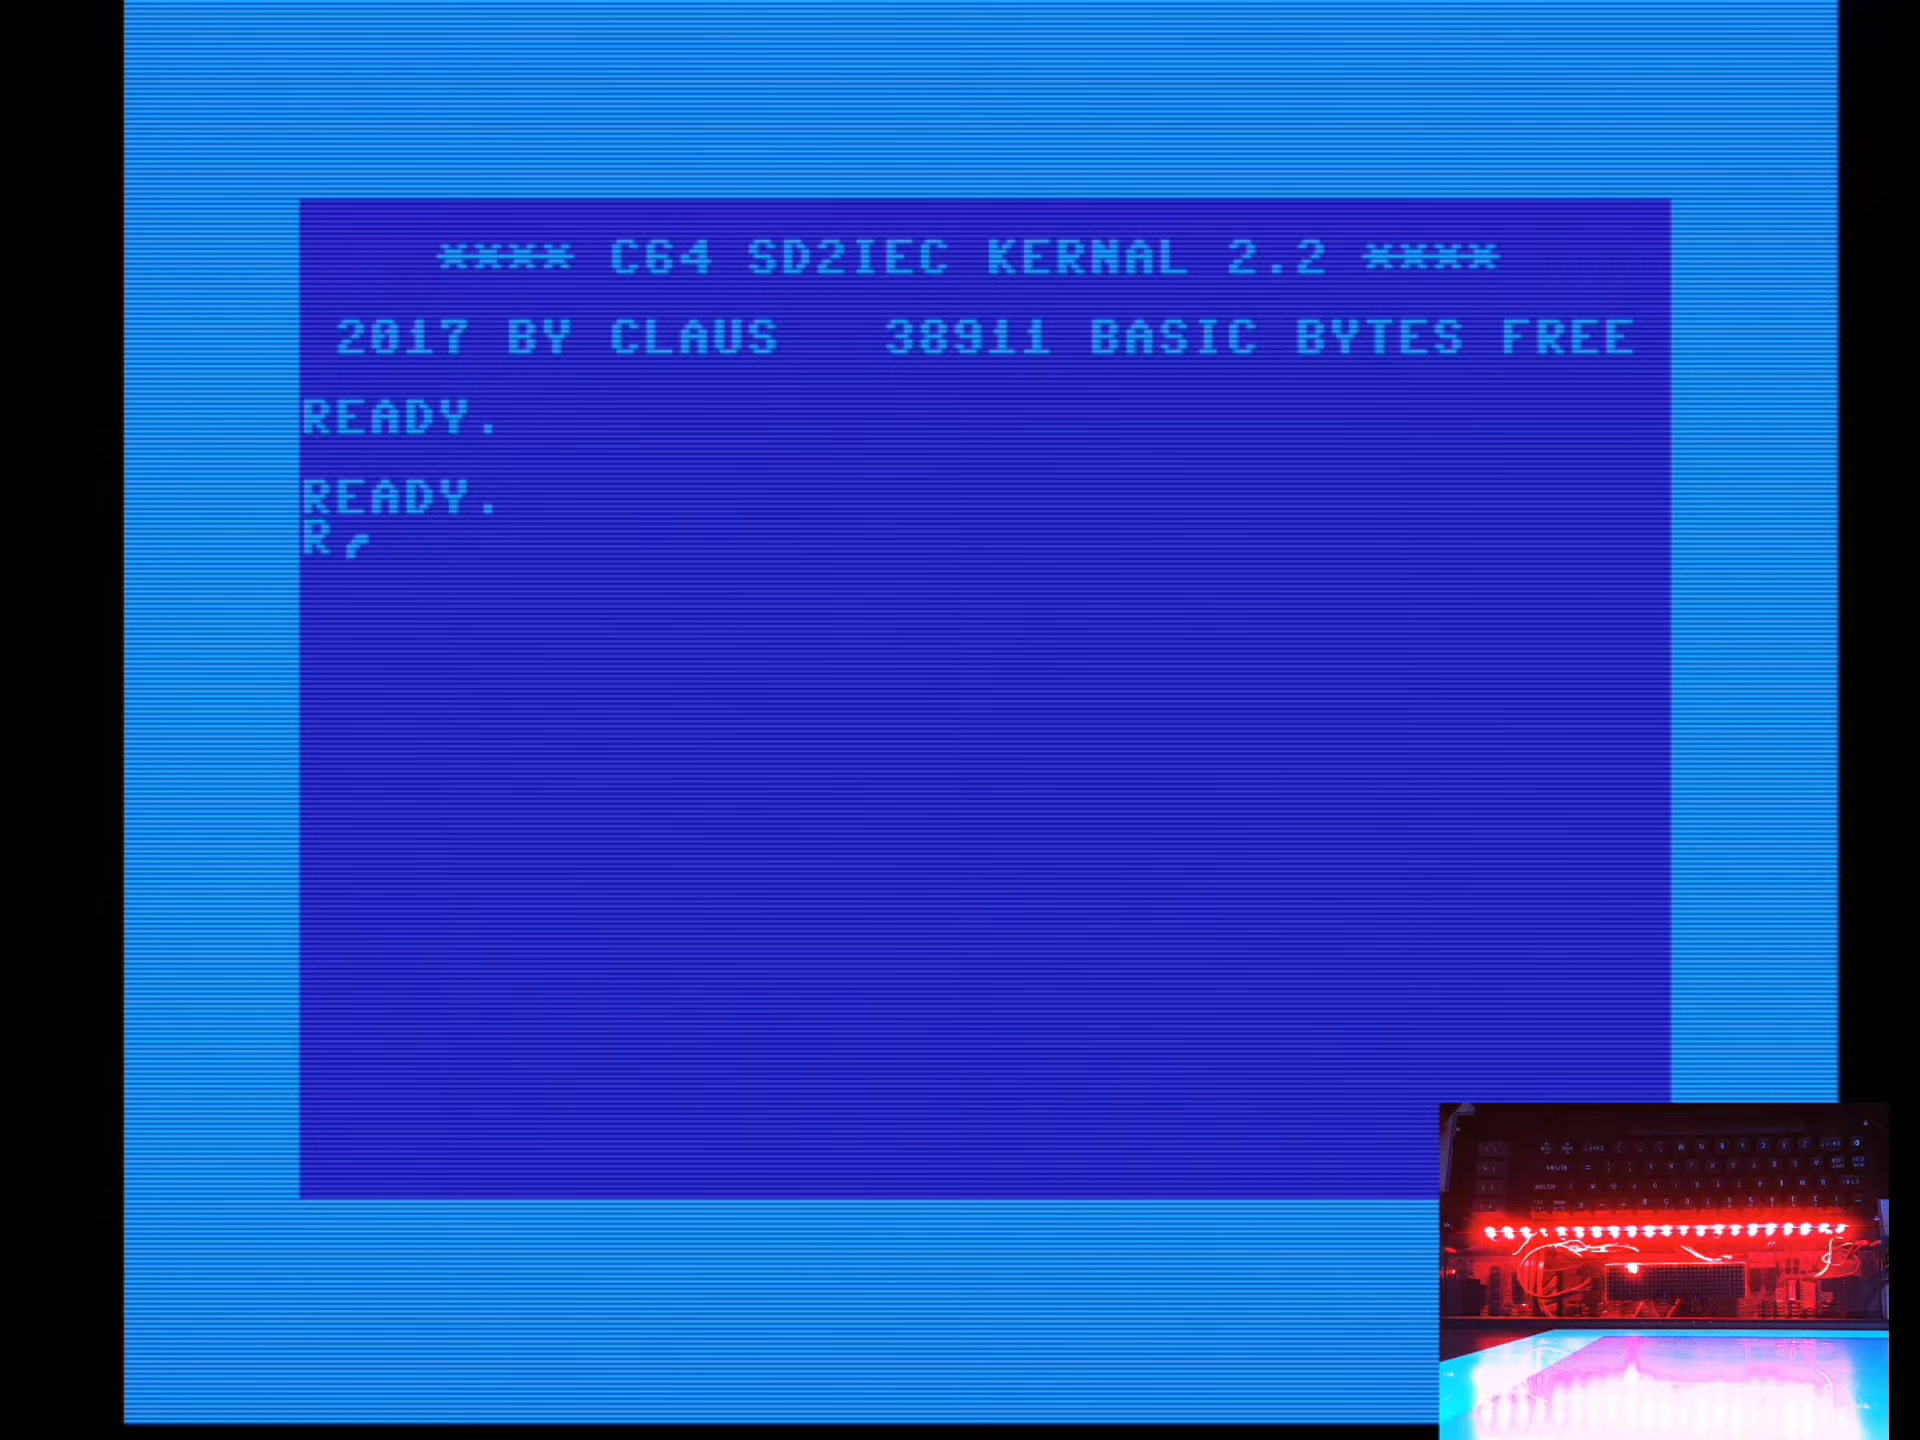 **** C64 SD2IEC KERNAL 2.2 ****
2017 BY CLAUS   38911 BASIC BYTES FREE
READY.
READY.
R╭